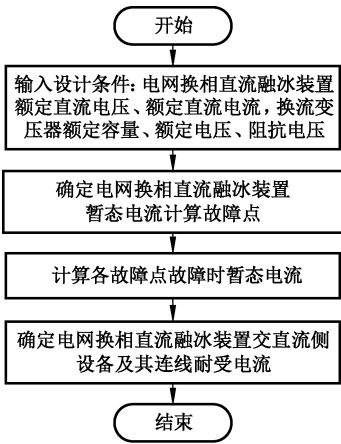 开始
输入设计条件：电网换相直流融冰装置
额定直流电压、额定直流电流，换流变
压器额定容量、额定电压、阻抗电压
确定电网换相直流融冰装置
暂态电流计算故障点
计算各故障点故障时暂态电流
确定电网换相直流融冰装置交直流侧
设备及其连线耐受电流
结束